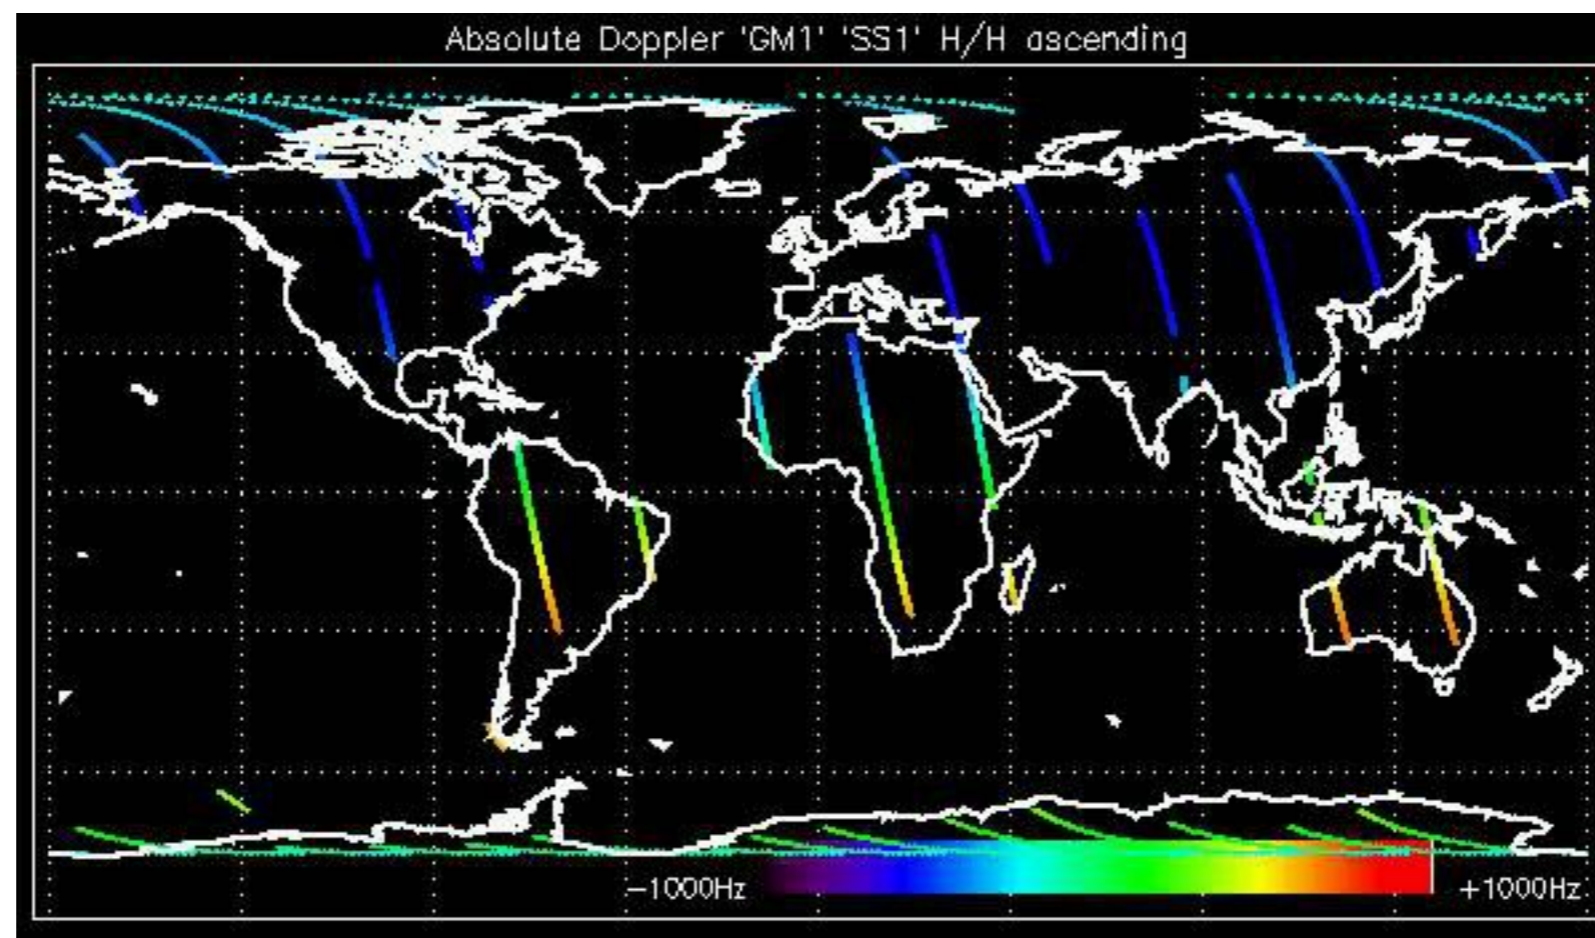 Absolute Doppler 'GM1' 'SS1' H/H ascending
−1000Hz
+1000Hz